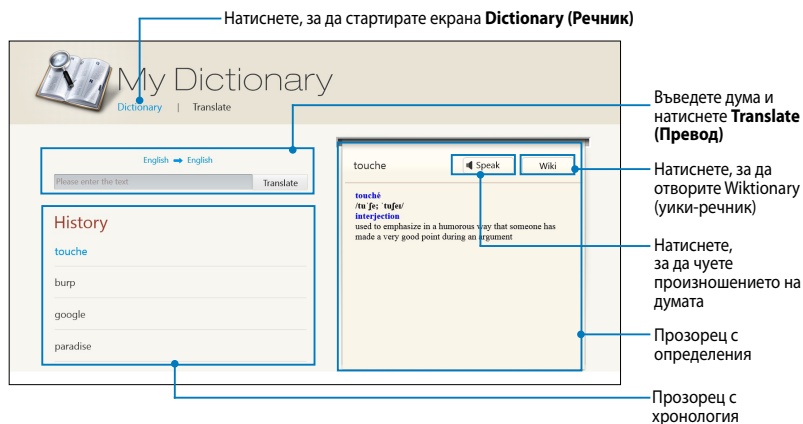 Натиснете, за да стартирате екрана Dictionary (Речник)
My Dictionary
Dictionary | Translate
English ➡ English
Please enter the text
Translate
History
touche
burp
google
paradise
touche
Speak
Wiki
touché
/tuˈʃe; ˈtuʃeɪ/
interjection
used to emphasize in a humorous way that someone has
made a very good point during an argument
Въведете дума и
натиснете Translate
(Превод)
Натиснете, за да
отворите Wiktionary
(уики-речник)
Натиснете,
за да чуете
произношението на
думата
Прозорец с
определения
Прозорец с
хронология